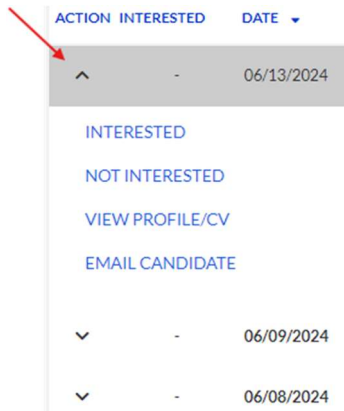 ACTION INTERESTED DATE
- 06/13/2024
INTERESTED
NOT INTERESTED
VIEW PROFILE/CV
EMAIL CANDIDATE
- 06/09/2024
- 06/08/2024